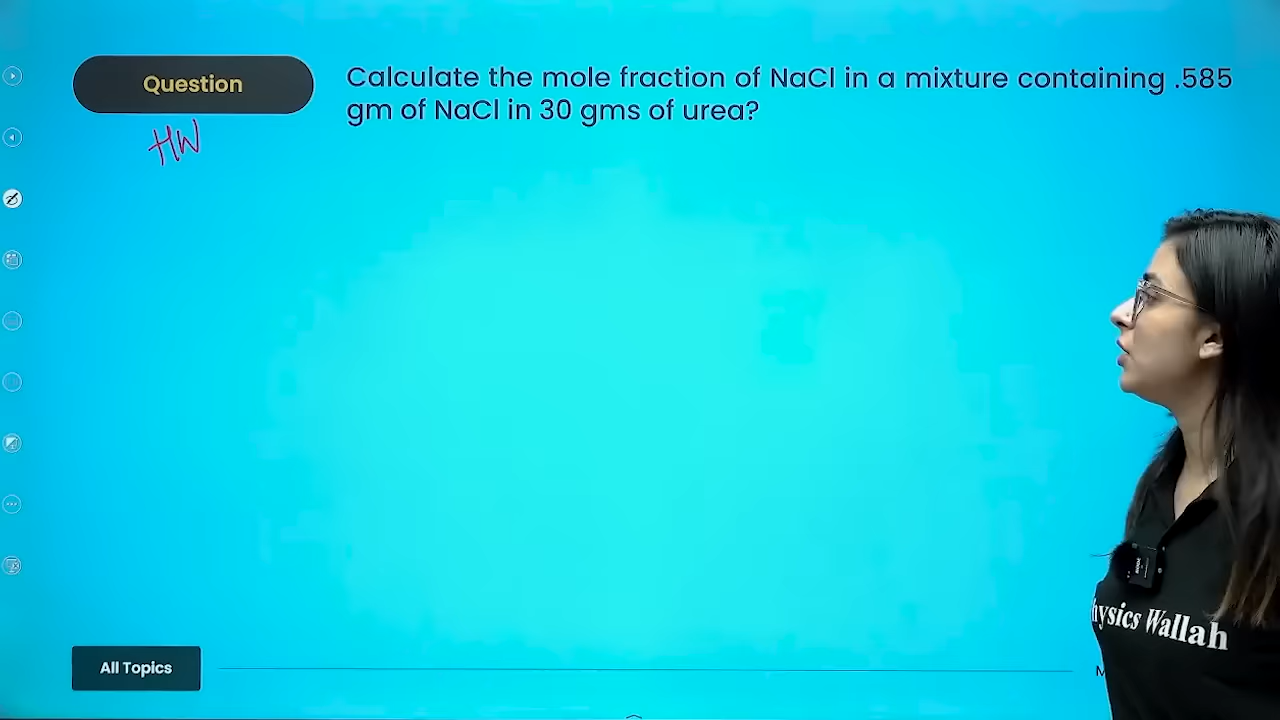 Question
Calculate the mole fraction of NaCl in a mixture containing .585
gm of NaCl in 30 gms of urea?
HW
hysics Wallah
All Topics
M